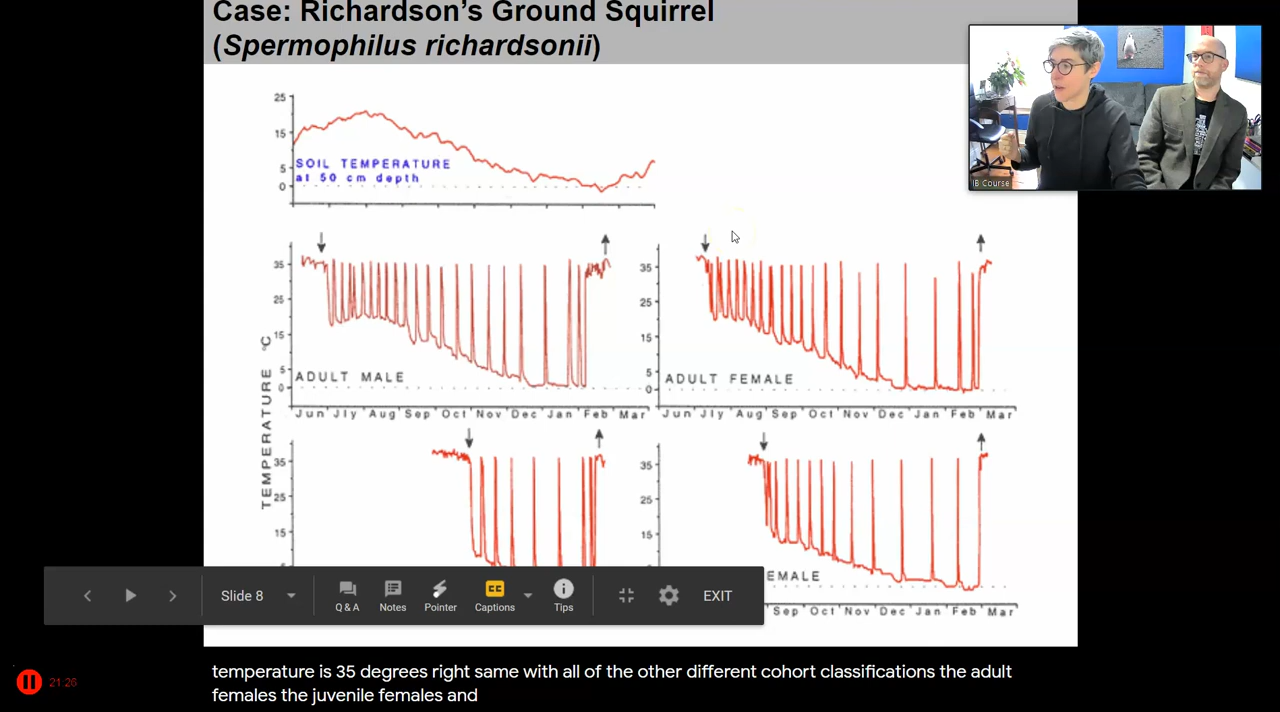 Case: Richardson's Ground Squirrel
(Spermophilus richardsonii)
IB Course
25
15
5
0
SOIL TEMPERATURE
at 50 cm depth
TEMPERATURE °C
35
25
15
5
0
ADULT MALE
Jun Jly Aug Sep Oct Nov Dec Jan Feb Mar
35
25
15
5
0
ADULT FEMALE
Jun Jly Aug Sep Oct Nov Dec Jan Feb Mar
35
25
15
35
25
15
EMALE
Sep Oct Nov Dec Jan Feb Mar
Slide 8
Q & A
Notes
Pointer
CC
Captions
Tips
EXIT
temperature is 35 degrees right same with all of the other different cohort classifications the adult
females the juvenile females and
21:26